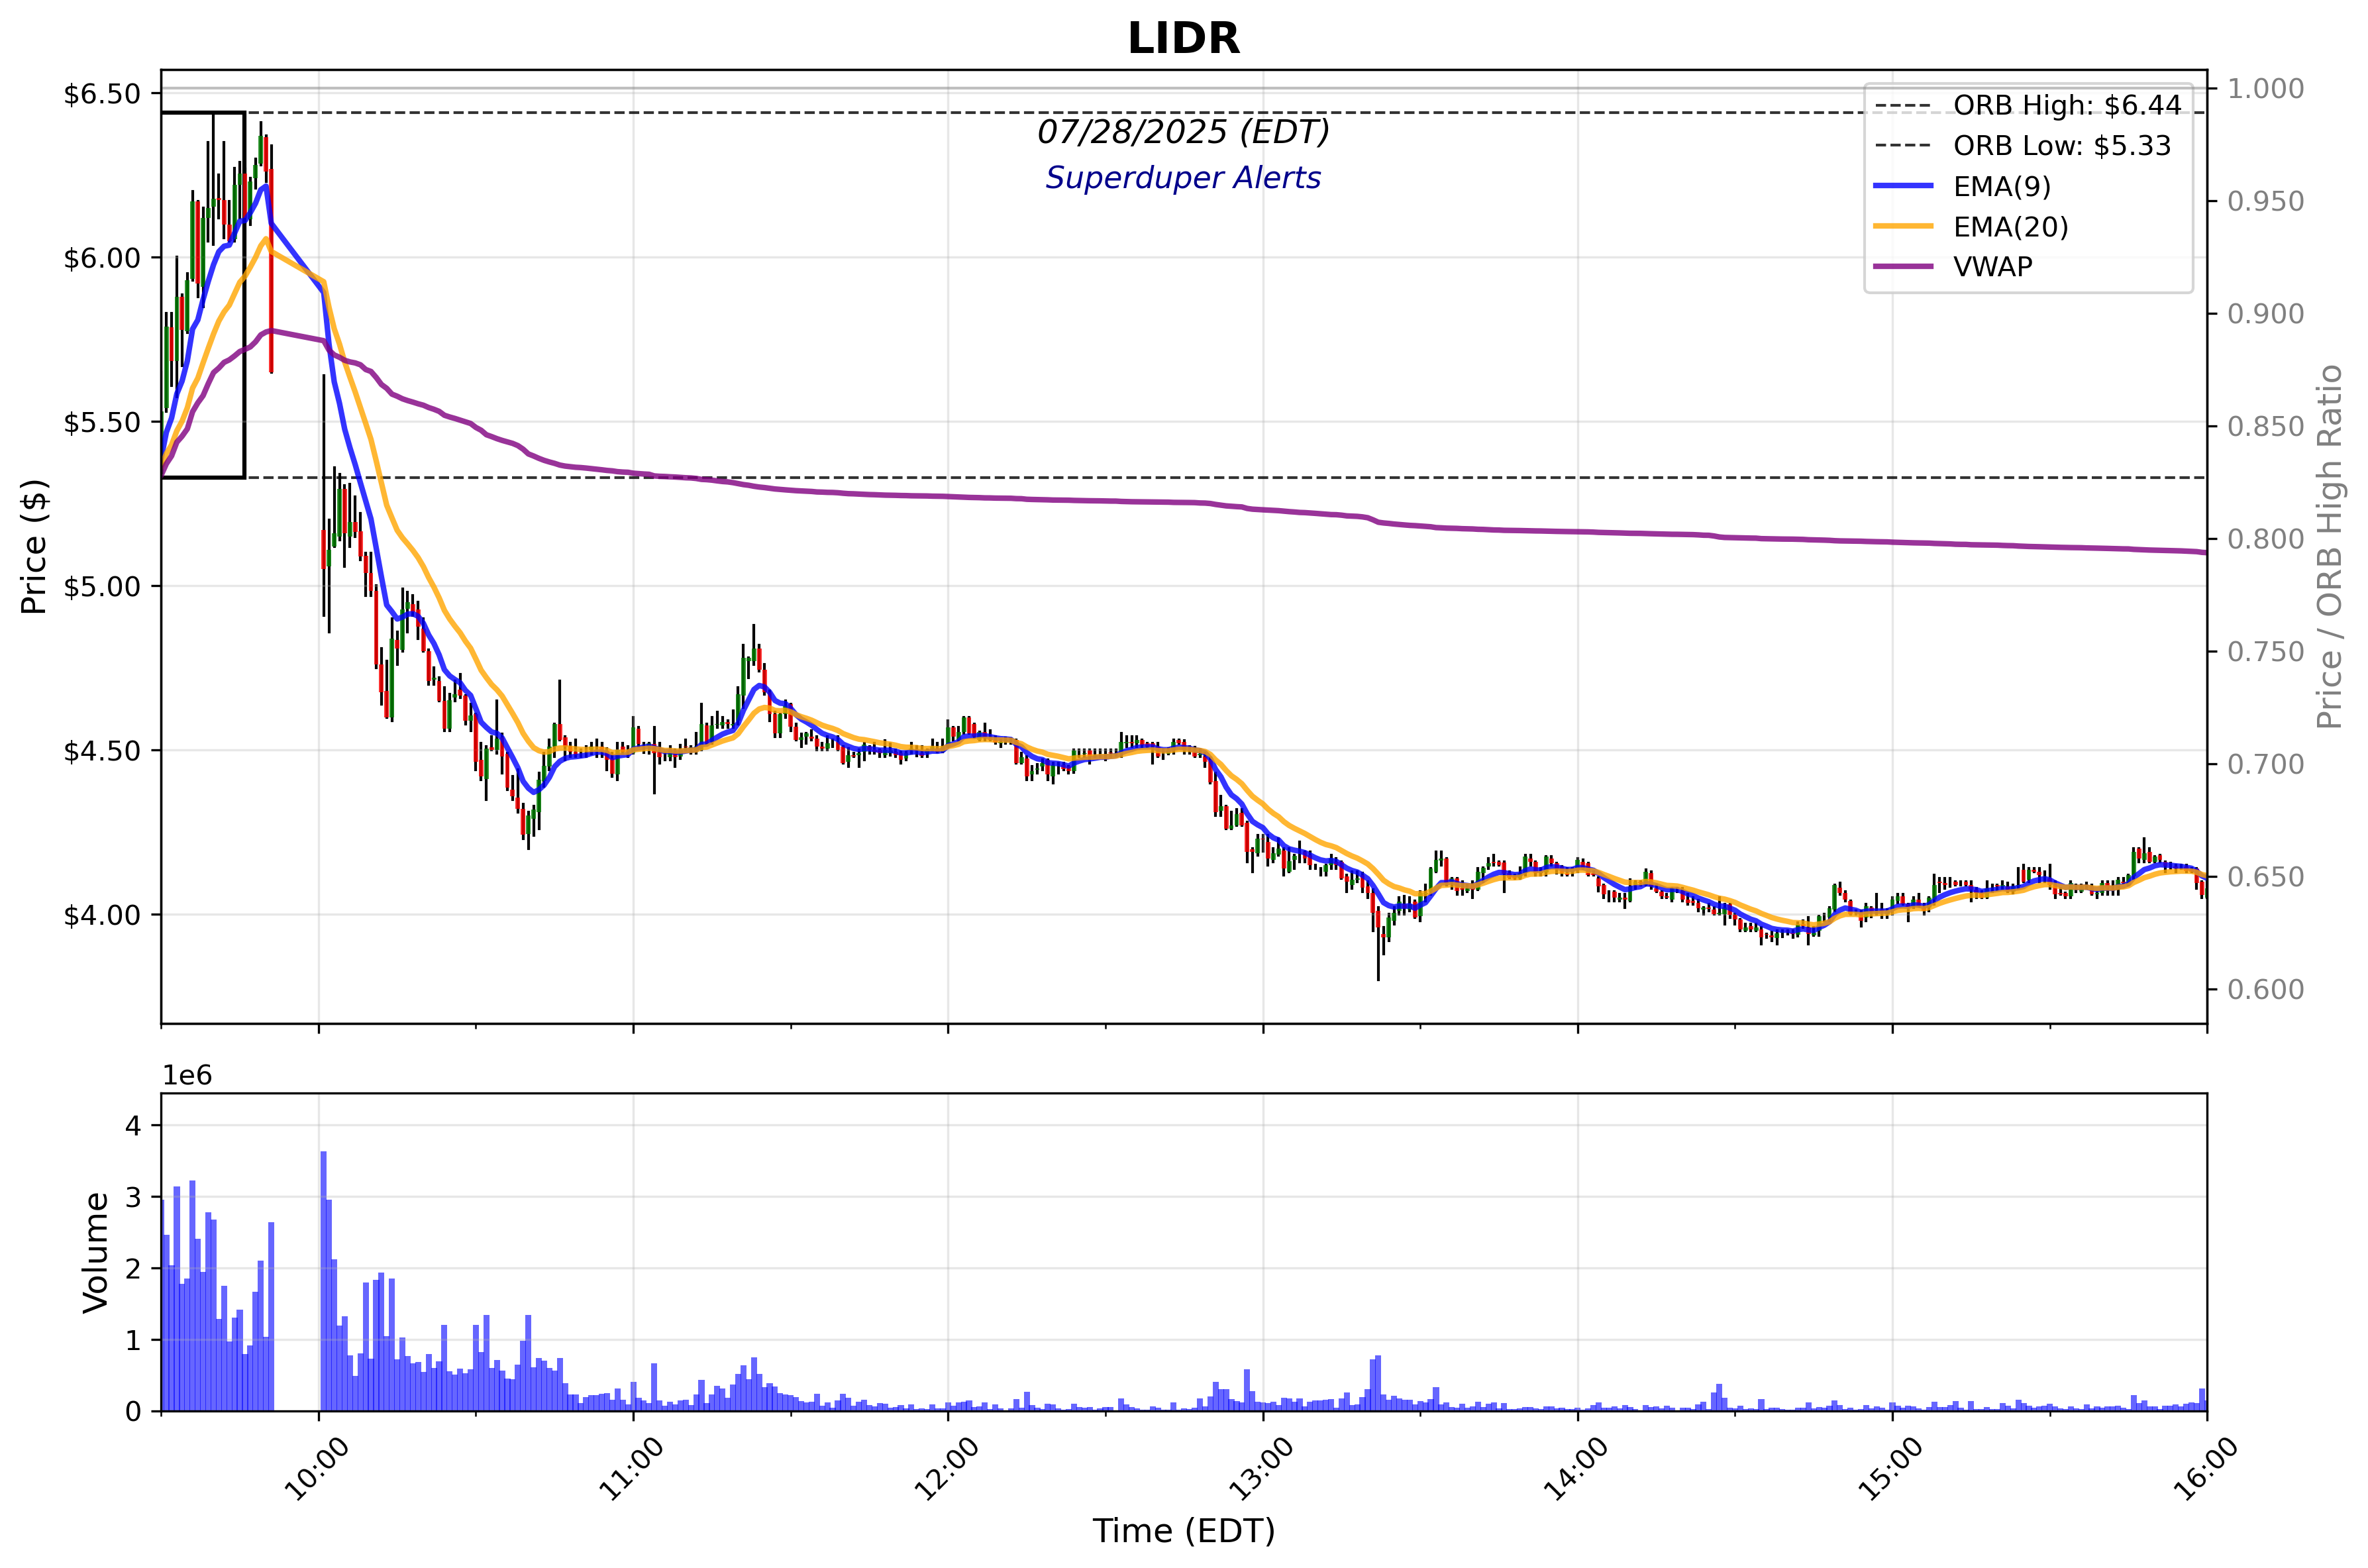 LIDR
07/28/2025 (EDT)
Superduper Alerts
ORB High: $6.44
ORB Low: $5.33
EMA(9)
EMA(20)
VWAP
Price ($)
$6.50
$6.00
$5.50
$5.00
$4.50
$4.00
1.000
0.950
0.900
0.850
0.800
0.750
0.700
0.650
0.600
Price / ORB High Ratio
1e6
Volume
4
3
2
1
0
10:00
11:00
12:00
13:00
14:00
15:00
16:00
Time (EDT)